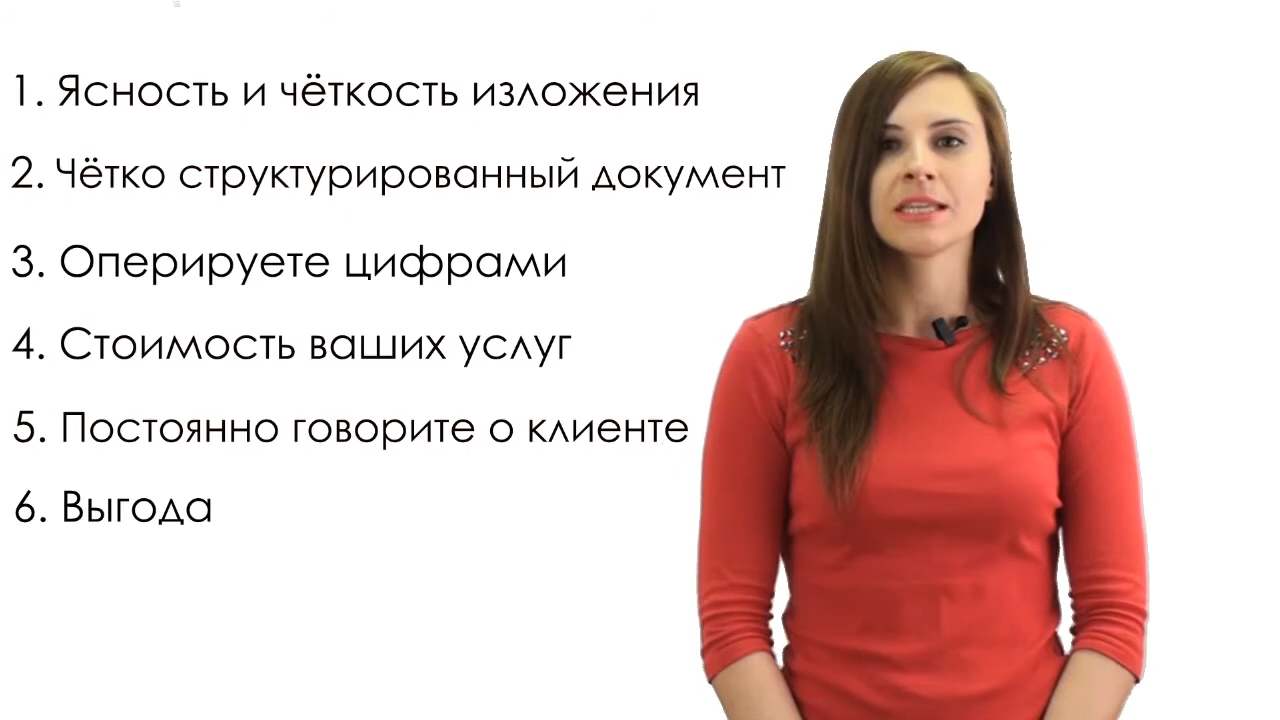 1. Ясность и чёткость изложения
2. Чётко структурированный документ
3. Оперируете цифрами
4. Стоимость ваших услуг
5. Постоянно говорите о клиенте
6. Выгода